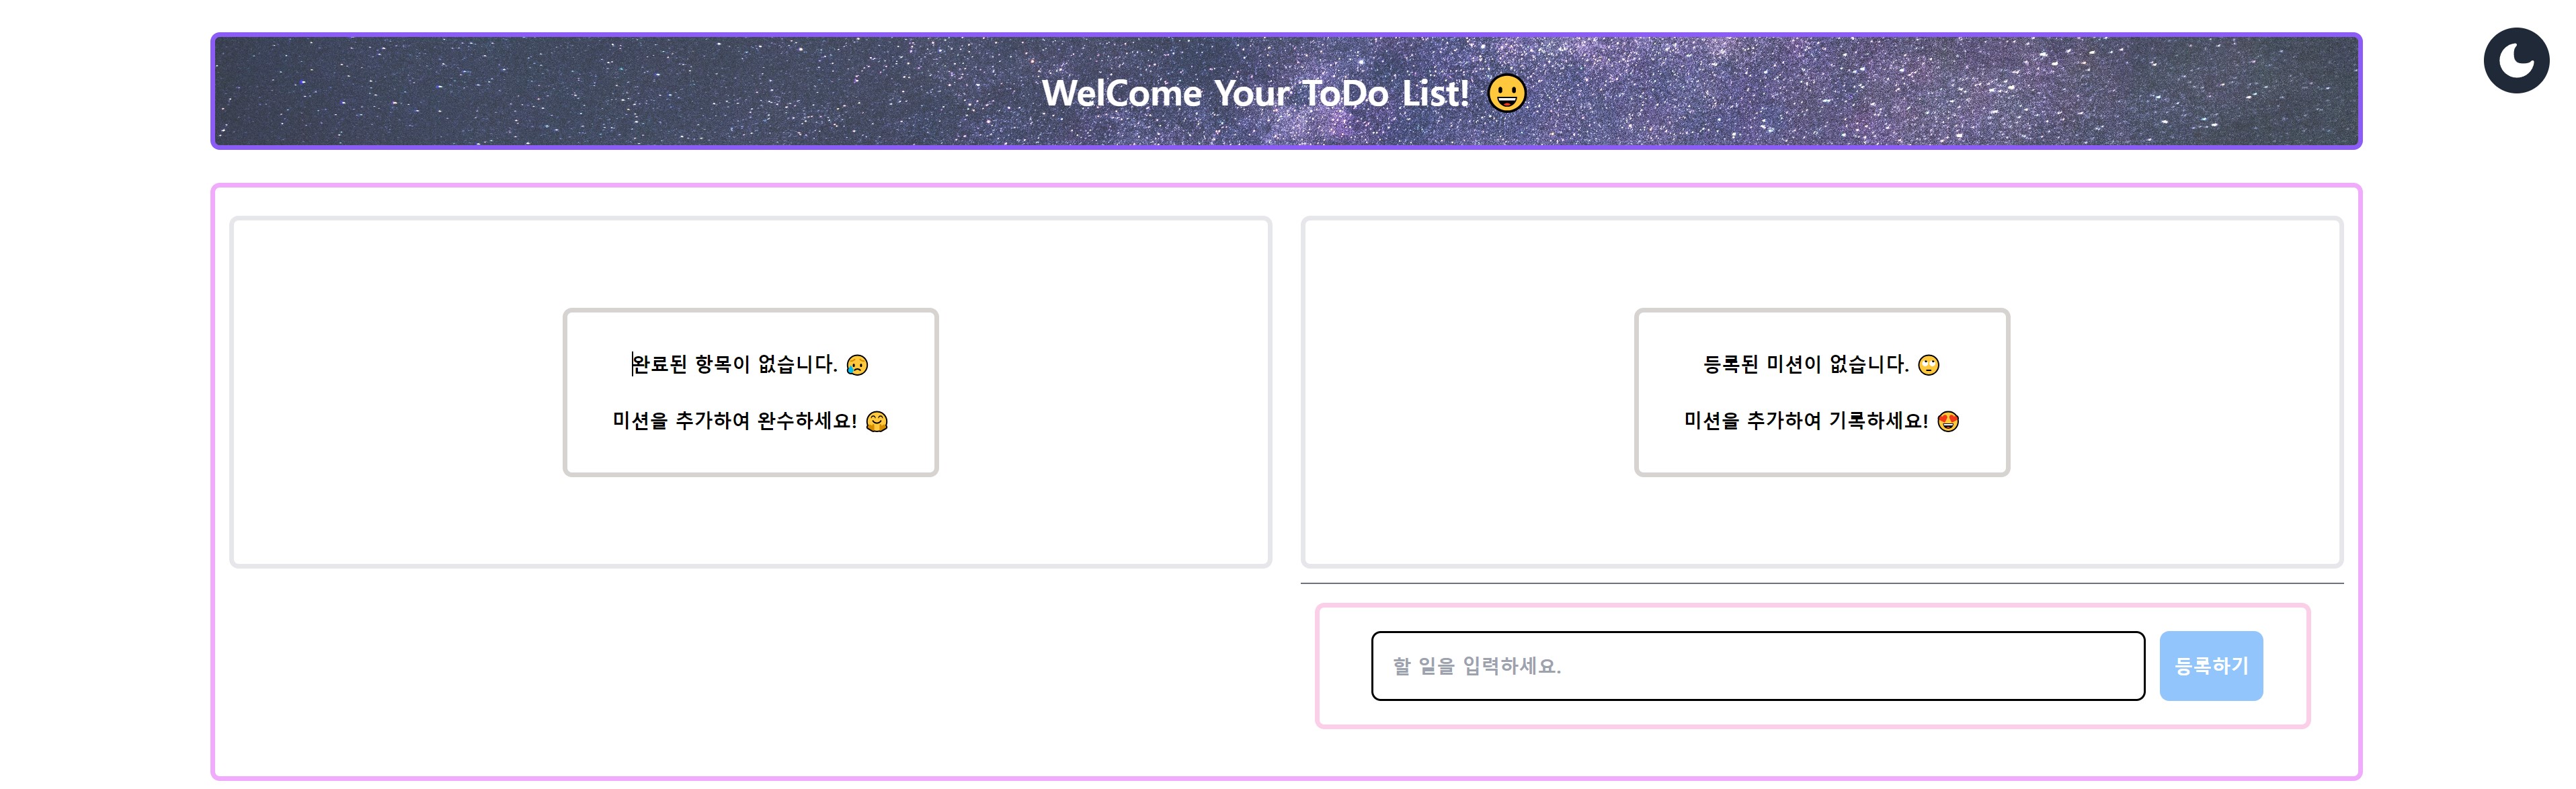 WelCome Your ToDo List! 😀
완료된 항목이 없습니다. 😥
미션을 추가하여 완수하세요! 🤗
등록된 미션이 없습니다. 🙄
미션을 추가하여 기록하세요! 😍
할 일을 입력하세요.
등록하기